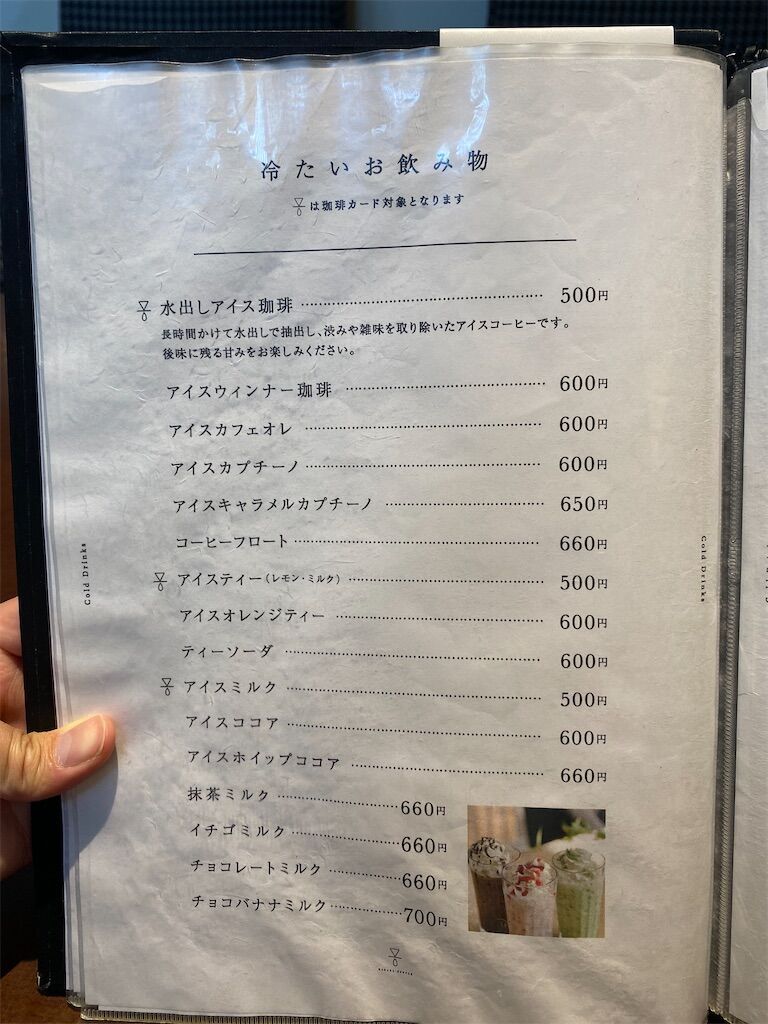 冷たいお飲み物
は珈琲カード対象となります
水出しアイス珈琲 500円
長時間かけて水出しで抽出し、渋みや雑味を取り除いたアイスコーヒーです。
後味に残る甘みをお楽しみください。
アイスウィンナー珈琲 600円
アイスカフェオレ 600円
アイスカプチーノ 600円
アイスキャラメルカプチーノ 650円
コーヒーフロート 660円
アイスティー(レモン・ミルク) 500円
アイスオレンジティー 600円
ティーソーダ 600円
アイスミルク 500円
アイスココア 600円
アイスホイップココア 660円
抹茶ミルク 660円
イチゴミルク 660円
チョコレートミルク 660円
チョコバナナミルク 700円
Cold Drinks
Cold Drinks